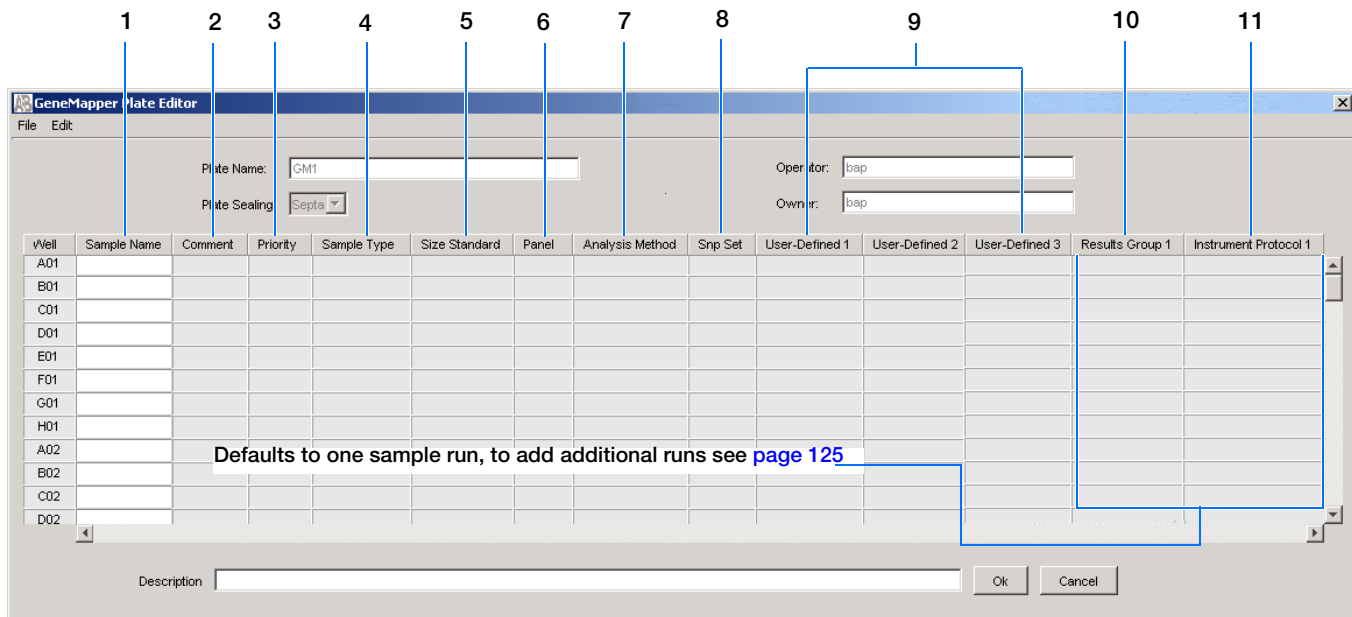 1 2 3 4 5 6 7 8 9 10 11
GeneMapper Plate Editor
File Edit
Plate Name: GM1 Operator: bap
Plate Sealing Septa Owner: bap
Well Sample Name Comment Priority Sample Type Size Standard Panel Analysis Method Snp Set User-Defined 1 User-Defined 2 User-Defined 3 Results Group 1 Instrument Protocol 1
A01
B01
C01
D01
E01
F01
G01
H01
A02
Defaults to one sample run, to add additional runs see page 125
B02
C02
D02
Description Ok Cancel